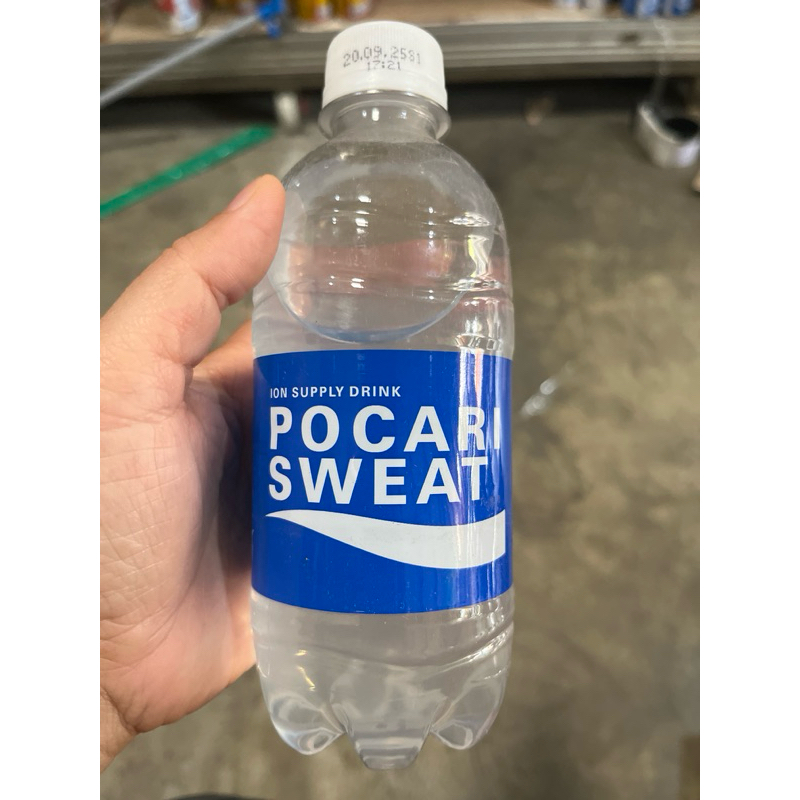 20.09.2581
17:21
ION SUPPLY DRINK
POCARI
SWEAT